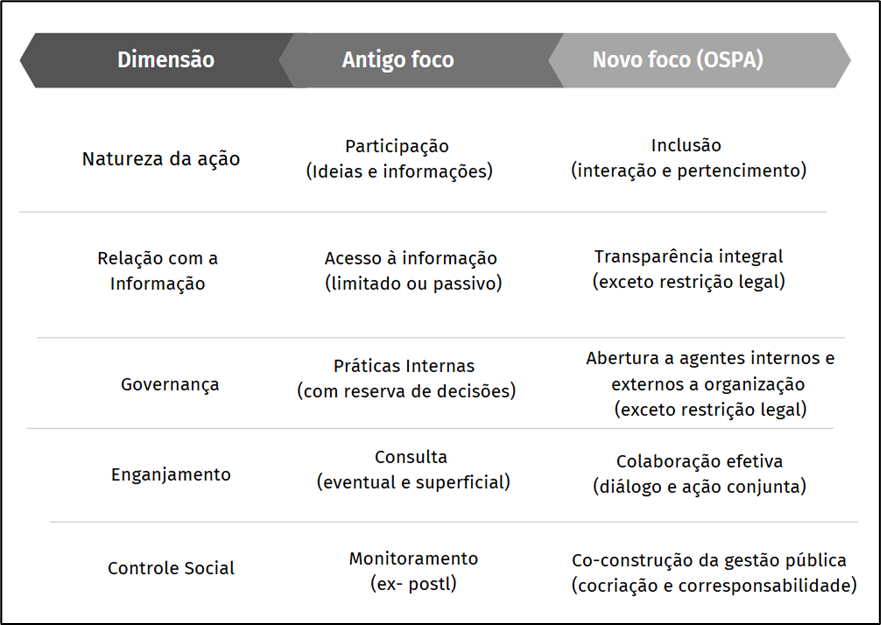 Dimensão Antigo foco Novo foco (OSPA)
Natureza da ação
Participação
(Ideias e informações)
Inclusão
(interação e pertencimento)
Relação com a
Informação
Acesso à informação
(limitado ou passivo)
Transparência integral
(exceto restrição legal)
Governança
Práticas Internas
(com reserva de decisões)
Abertura a agentes internos e
externos a organização
(exceto restrição legal)
Enganjamento
Consulta
(eventual e superficial)
Colaboração efetiva
(diálogo e ação conjunta)
Controle Social
Monitoramento
(ex- postl)
Co-construção da gestão pública
(cocriação e corresponsabilidade)